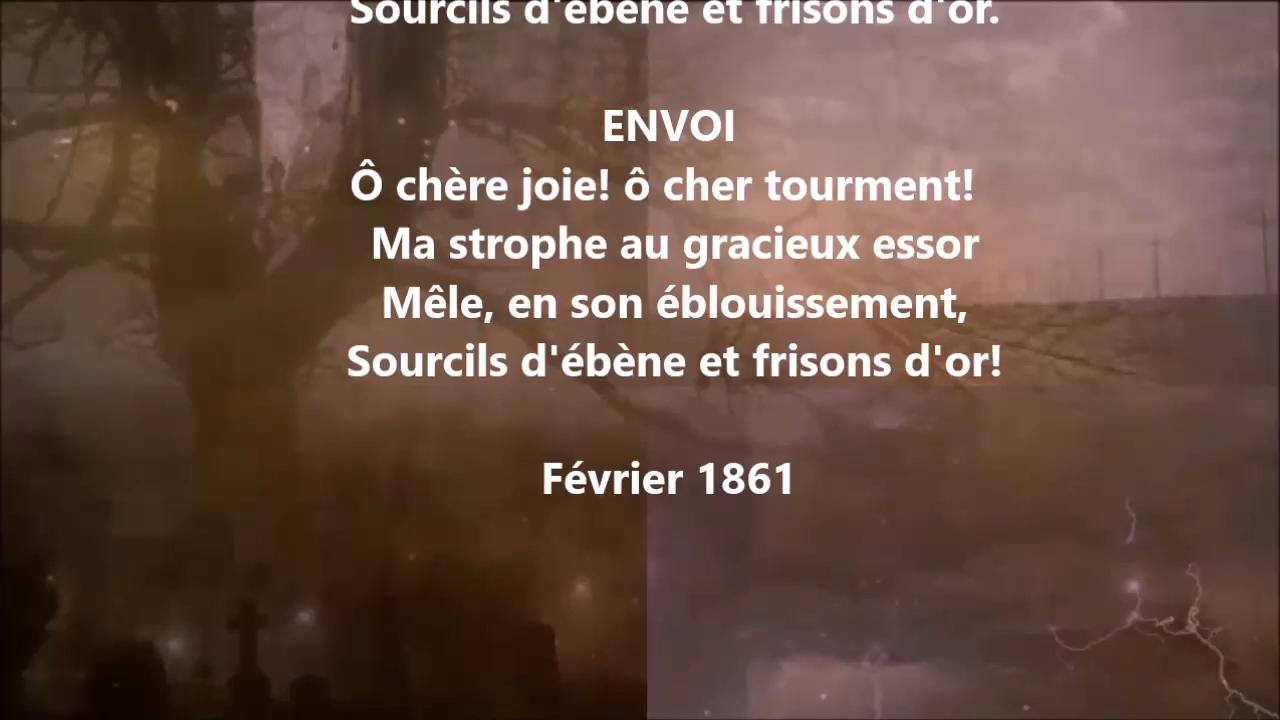 Sourcils d'ébène et frisons d'or.
ENVOI
Ô chère joie! ô cher tourment!
Ma strophe au gracieux essor
Mêle, en son éblouissement,
Sourcils d'ébène et frisons d'or!
Février 1861